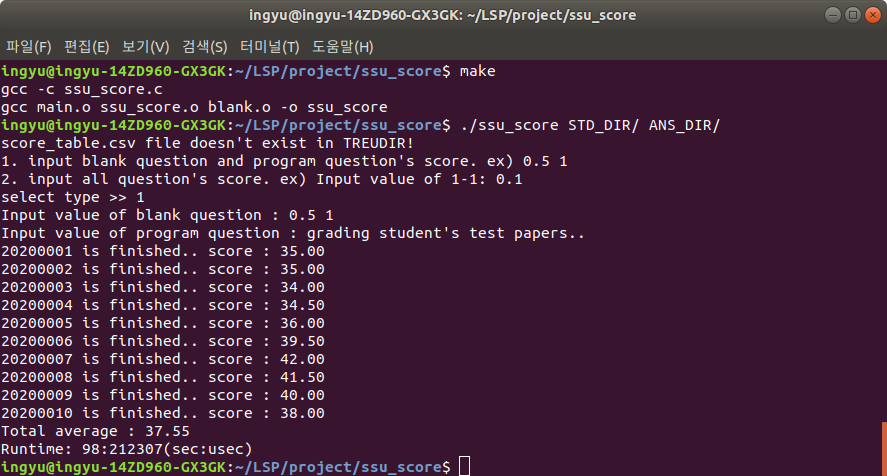 ingyu@ingyu-14ZD960-GX3GK: ~/LSP/project/ssu_score
파일(F) 편집(E) 보기(V) 검색(S) 터미널(T) 도움말(H)
ingyu@ingyu-14ZD960-GX3GK:~/LSP/project/ssu_score$ make
gcc -c ssu_score.c
gcc main.o ssu_score.o blank.o -o ssu_score
ingyu@ingyu-14ZD960-GX3GK:~/LSP/project/ssu_score$ ./ssu_score STD_DIR/ ANS_DIR/
score_table.csv file doesn't exist in TREUDIR!
1. input blank question and program question's score. ex) 0.5 1
2. input all question's score. ex) Input value of 1-1: 0.1
select type >> 1
Input value of blank question : 0.5 1
Input value of program question : grading student's test papers..
20200001 is finished.. score : 35.00
20200002 is finished.. score : 35.00
20200003 is finished.. score : 34.00
20200004 is finished.. score : 34.50
20200005 is finished.. score : 36.00
20200006 is finished.. score : 39.50
20200007 is finished.. score : 42.00
20200008 is finished.. score : 41.50
20200009 is finished.. score : 40.00
20200010 is finished.. score : 38.00
Total average : 37.55
Runtime: 98:212307(sec:usec)
ingyu@ingyu-14ZD960-GX3GK:~/LSP/project/ssu_score$